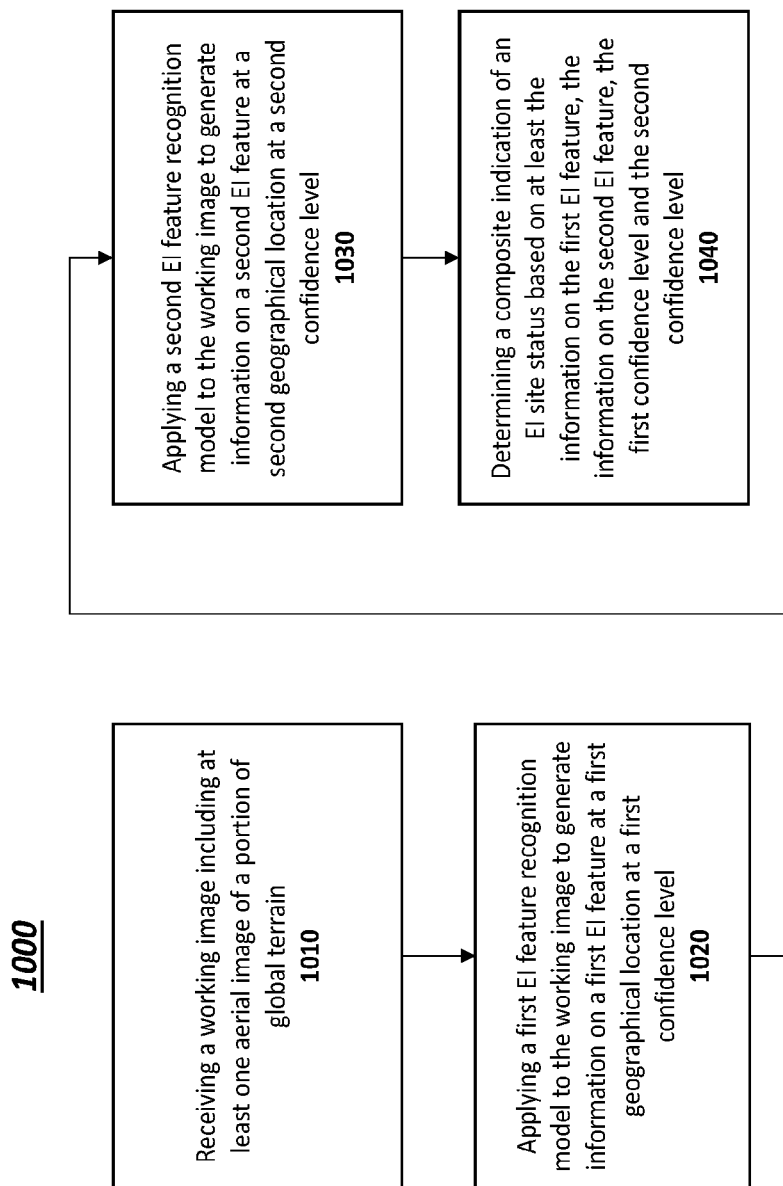 1000
Receiving a working image including at
least one aerial image of a portion of
global terrain
1010
Applying a first EI feature recognition
model to the working image to generate
information on a first EI feature at a first
geographical location at a first
confidence level
1020
Applying a second EI feature recognition
model to the working image to generate
information on a second EI feature at a
second geographical location at a second
confidence level
1030
Determining a composite indication of an
EI site status based on at least the
information on the first EI feature, the
information on the second EI feature, the
first confidence level and the second
confidence level
1040